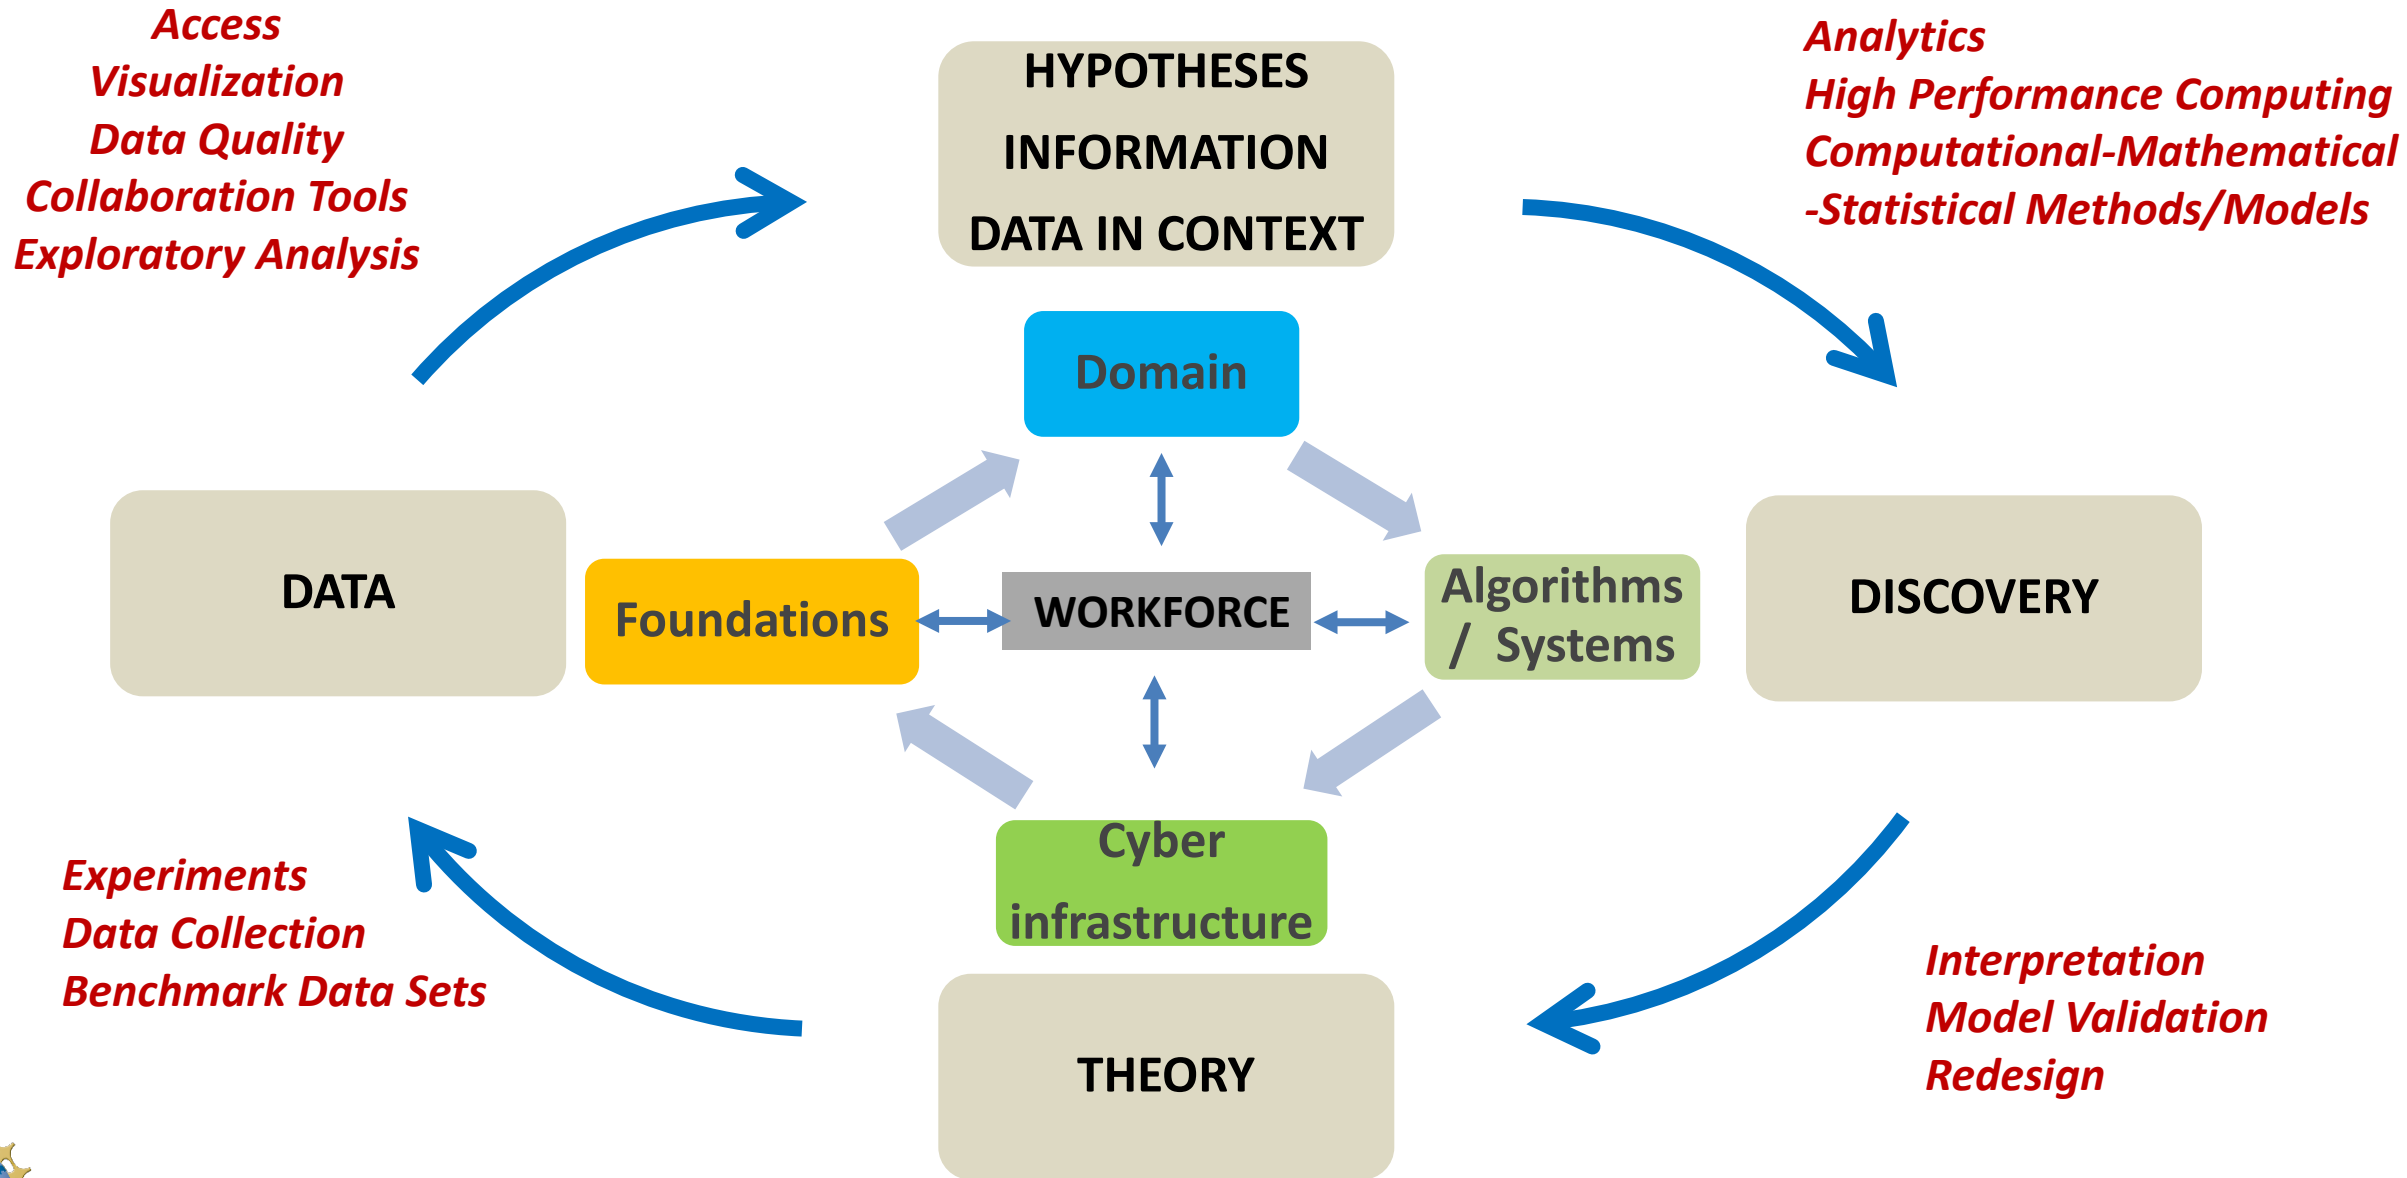 Access
Visualization
Data Quality
Collaboration Tools
Exploratory Analysis
HYPOTHESES
INFORMATION
DATA IN CONTEXT
Analytics
High Performance Computing
Computational-Mathematical
-Statistical Methods/Models
Domain
DATA
Foundations
WORKFORCE
Algorithms
/ Systems
DISCOVERY
Cyber
infrastructure
Experiments
Data Collection
Benchmark Data Sets
THEORY
Interpretation
Model Validation
Redesign